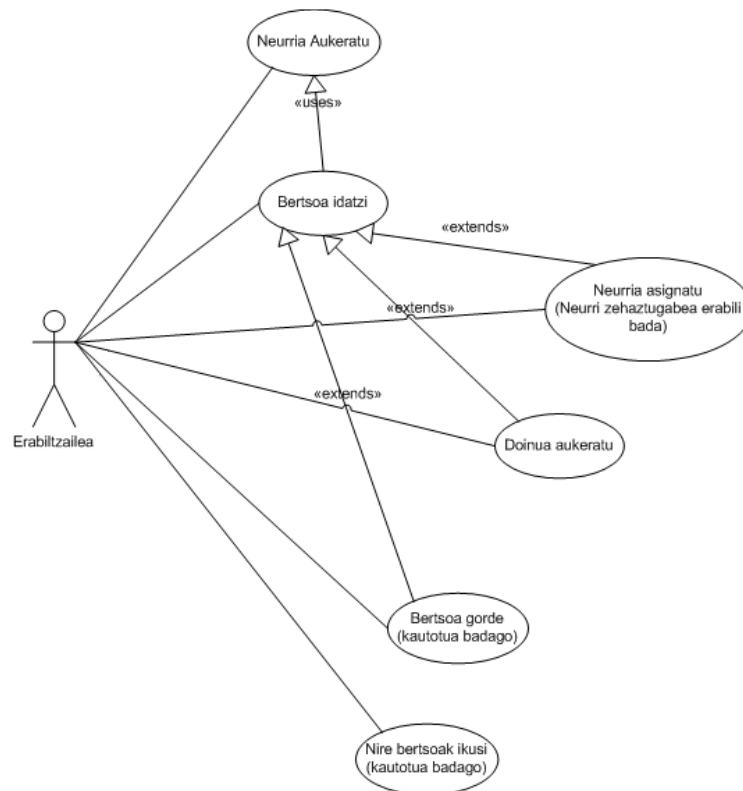 Neurria Aukeratu
«uses»
Bertsoa idatzi
«extends»
Neurria asignatu
(Neurri zehaztugabea erabili
bada)
«extends»
«extends»
Doinua aukeratu
Erabiltzailea
Bertsoa gorde
(kautotua badago)
Nire bertsoak ikusi
(kautotua badago)